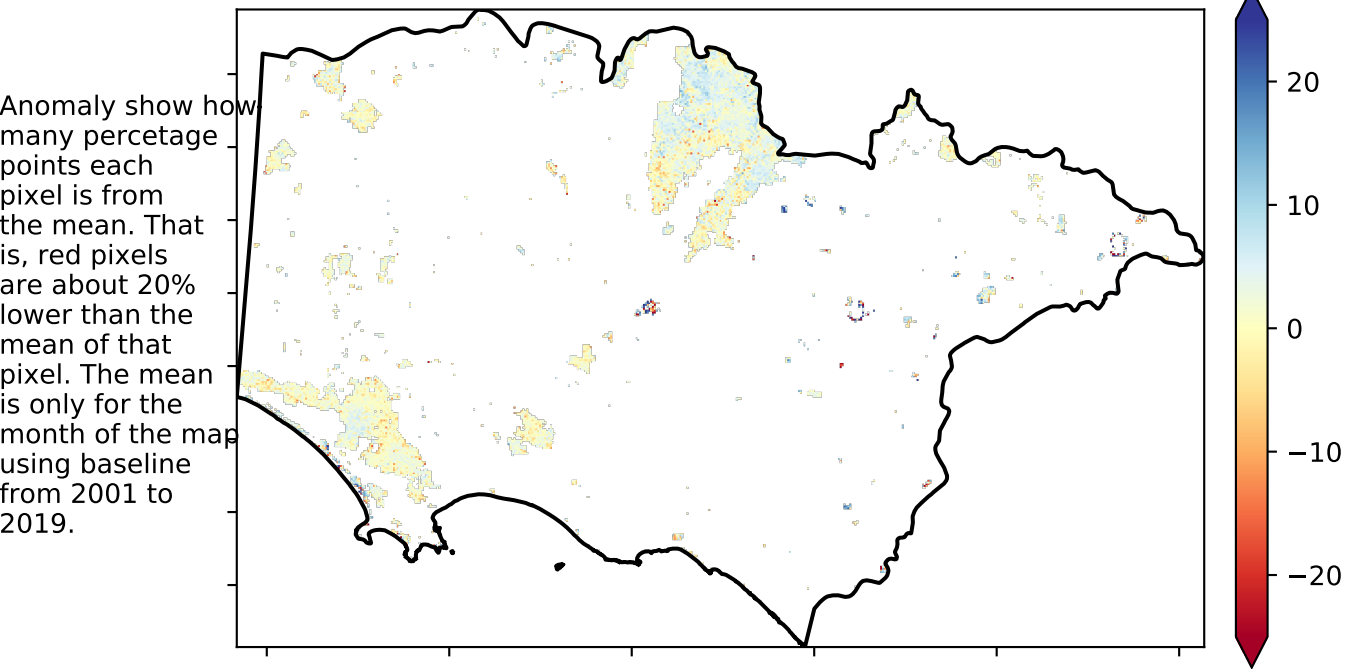 Anomaly show how
many percetage
points each
pixel is from
the mean. That
is, red pixels
are about 20%
lower than the
mean of that
pixel. The mean
is only for the
month of the map
using baseline
from 2001 to
2019.
20
10
0
−10
−20